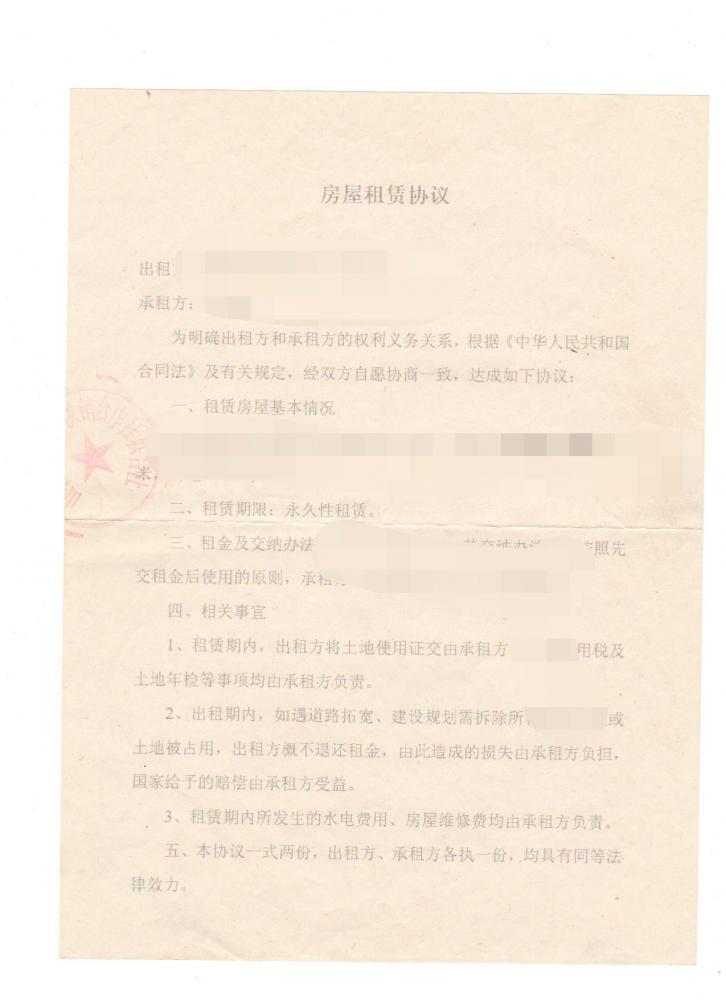 房屋租赁协议
出租
承租方：
为明确出租方和承租方的权利义务关系，根据《中华人民共和国
合同法》及有关规定，经双方自愿协商一致，达成如下协议：
一、租赁房屋基本情况
米，
二、租赁期限：永久性租赁。
三、租金及交纳办法 照先
交租金后使用的原则，承租
四、相关事宜
1、租赁期内，出租方将土地使用证交由承租方 用税及
土地年检等事项均由承租方负责。
2、出租期内，如遇道路拓宽、建设规划需拆除所 或
土地被占用，出租方概不退还租金，由此造成的损失由承租方负担，
国家给予的赔偿由承租方受益。
3、租赁期内所发生的水电费用、房屋维修费均由承租方负责。
五、本协议一式两份，出租方、承租方各执一份，均具有同等法
律效力。